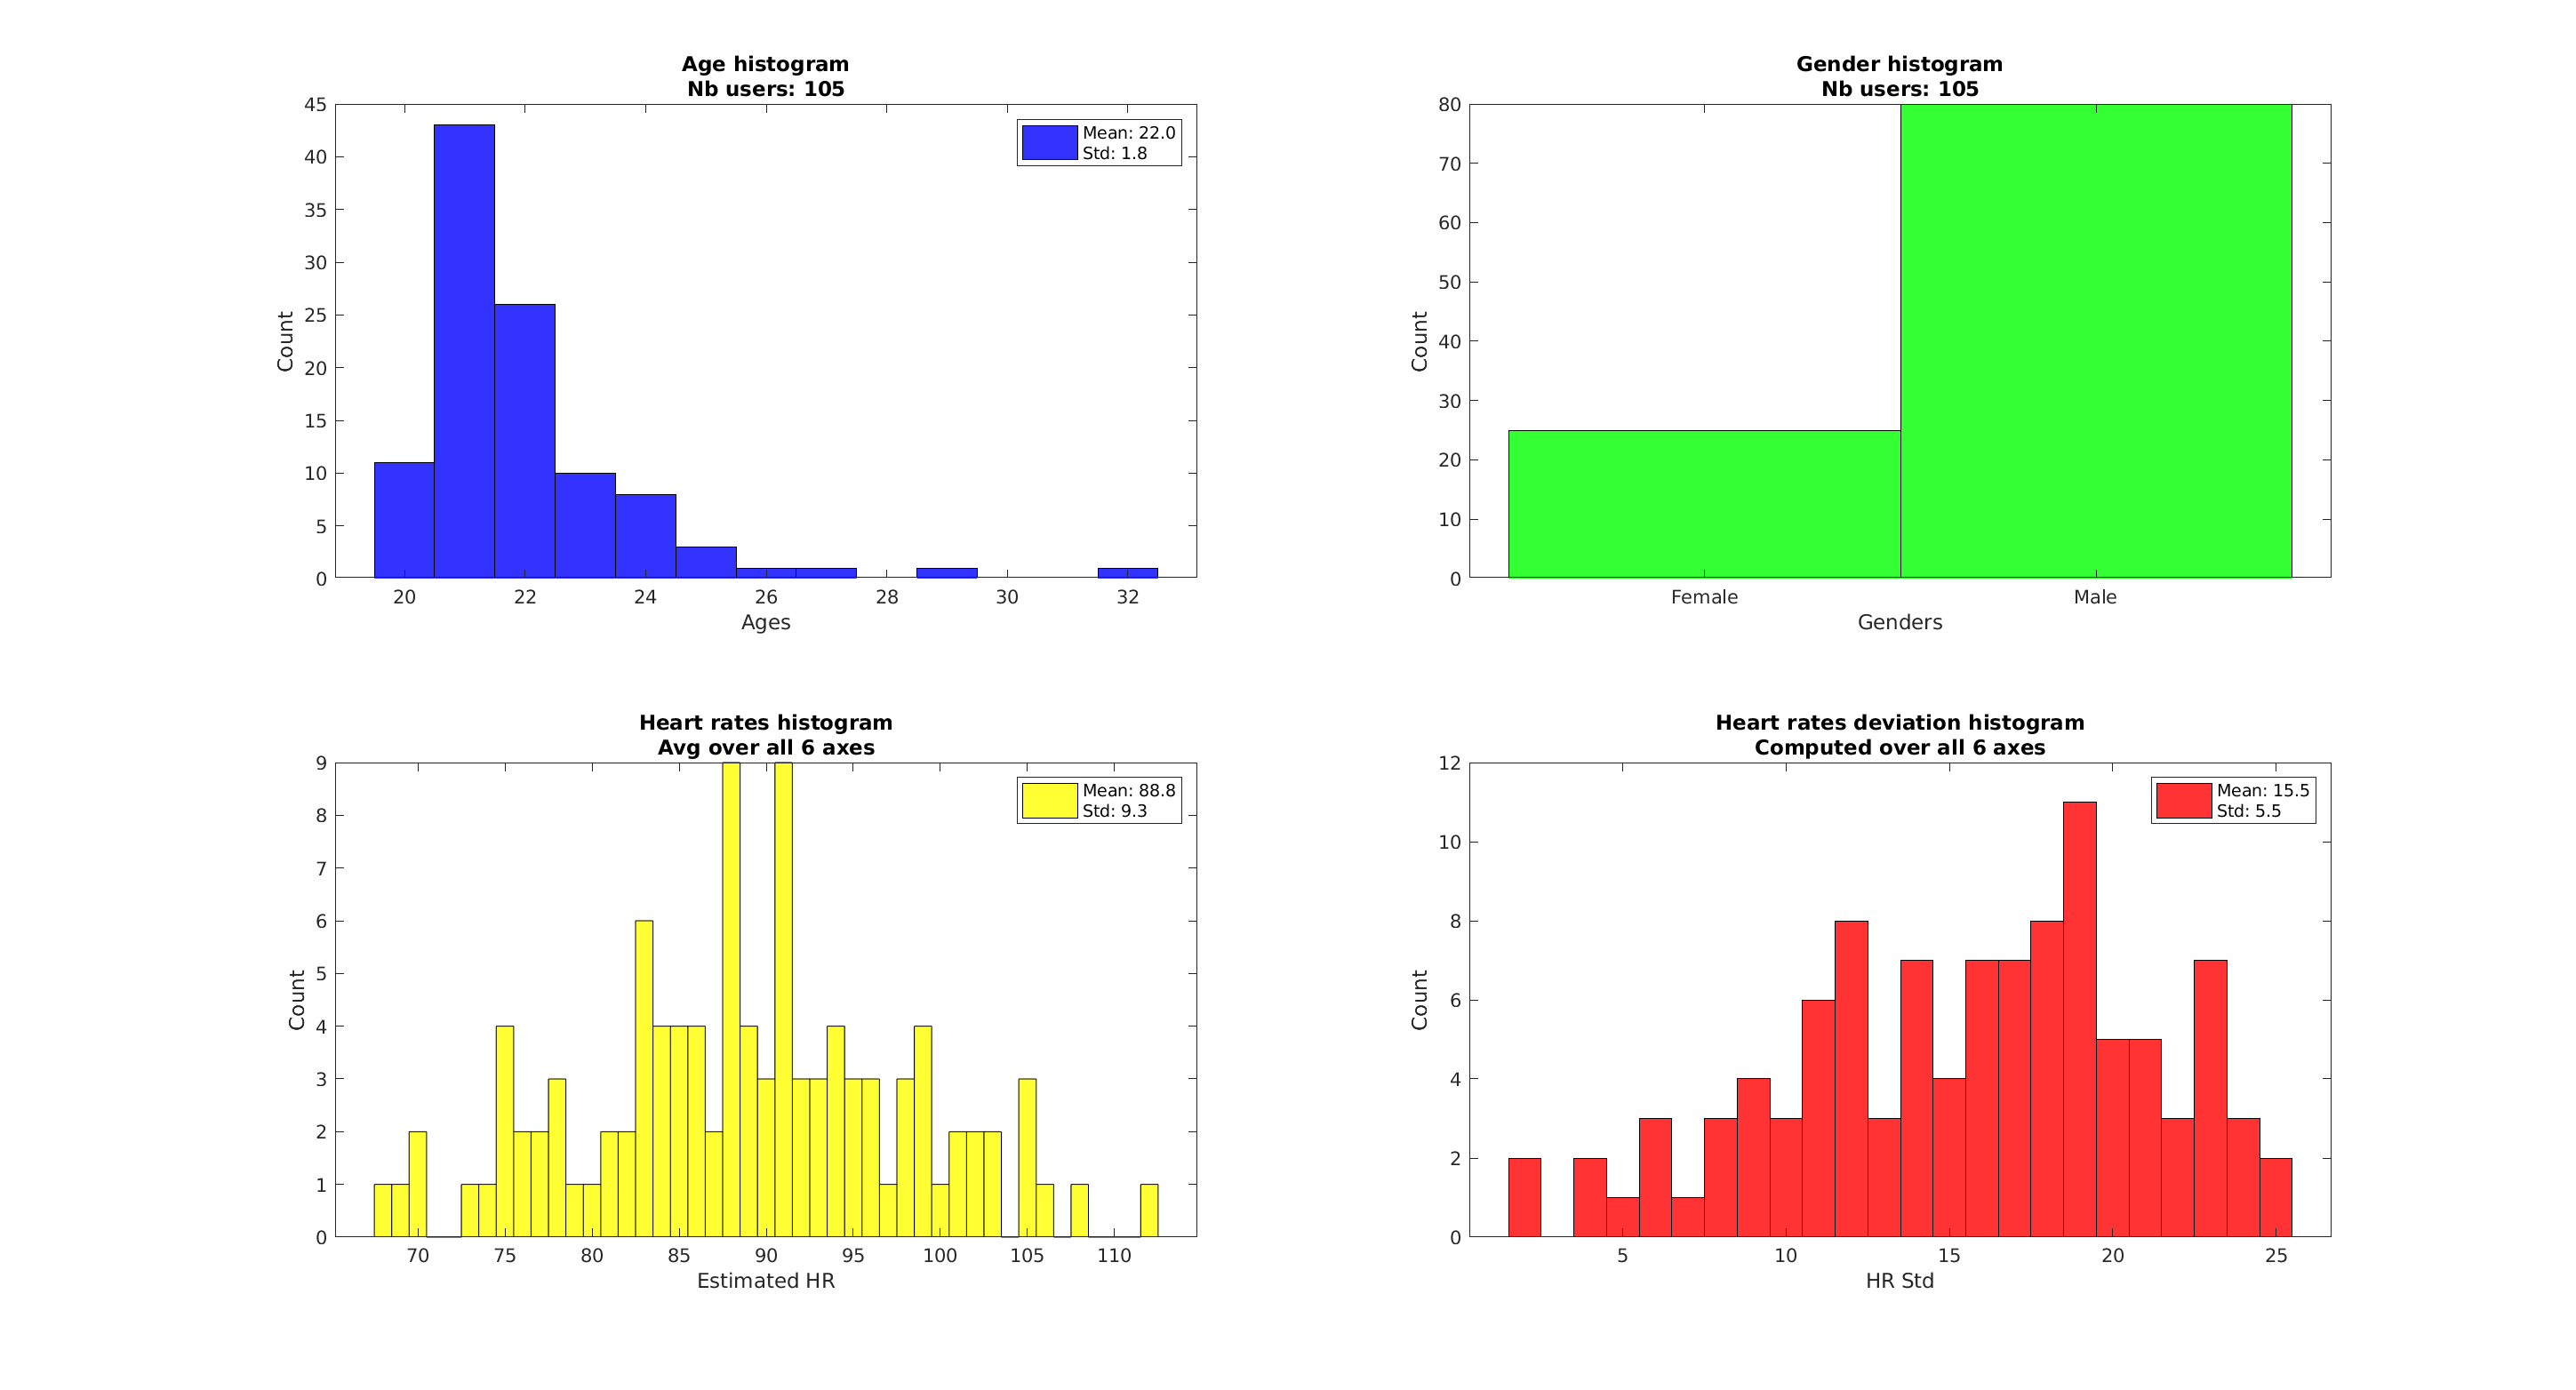 Age histogram
Nb users: 105
45
40
35
30
25
20
15
10
5
0
Count
Mean: 22.0
Std: 1.8
20 22 24 26 28 30 32
Ages
Gender histogram
Nb users: 105
80
70
60
50
40
30
20
10
0
Count
Female Male
Genders
Heart rates histogram
Avg over all 6 axes
9
8
7
6
5
4
3
2
1
0
Count
Mean: 88.8
Std: 9.3
70 75 80 85 90 95 100 105 110
Estimated HR
Heart rates deviation histogram
Computed over all 6 axes
12
10
8
6
4
2
0
Count
Mean: 15.5
Std: 5.5
5 10 15 20 25
HR Std